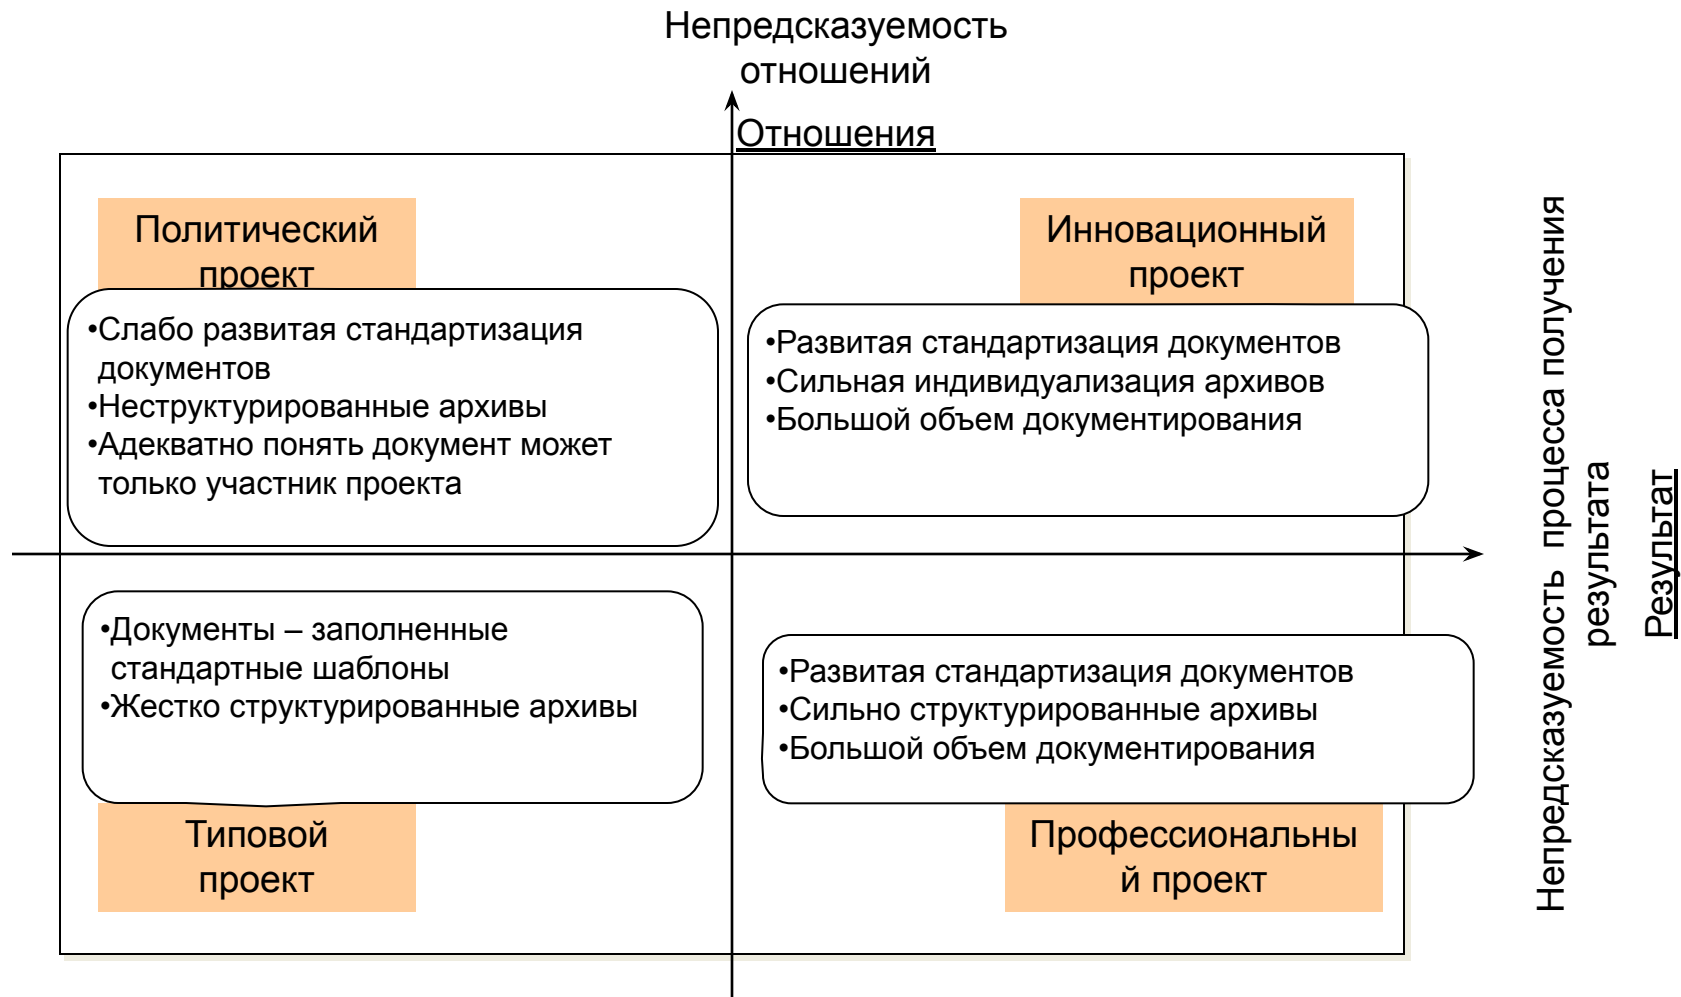 Непредсказуемость
отношений
Отношения
Политический
проект
•Слабо развитая стандартизация
документов
•Неструктурированные архивы
•Адекватно понять документ может
только участник проекта
Инновационный
проект
•Развитая стандартизация документов
•Сильная индивидуализация архивов
•Большой объем документирования
•Документы – заполненные
стандартные шаблоны
•Жестко структурированные архивы
Типовой
проект
•Развитая стандартизация документов
•Сильно структурированные архивы
•Большой объем документирования
Профессиональны
й проект
Непредсказуемость процесса получения
результата
Результат